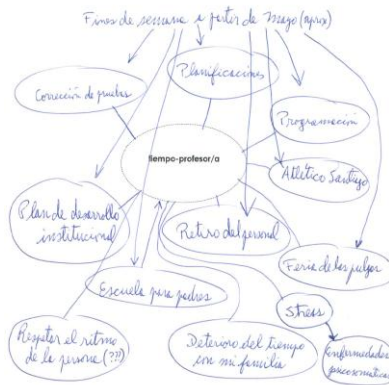 Fines de semana a partir de Mayo (aprox)
Planificaciones
Corrección de pruebas
Programación
tiempo-profesor/a
Atlético Santiago
Plan de desarrollo
institucional
Retiro del personal
Feria de las pulgas
Escuela para padres
Stress
Respetar el ritmo
de la persona (???)
Deterioro del tiempo
con mi familia
Enfermedades
psicosomáticas